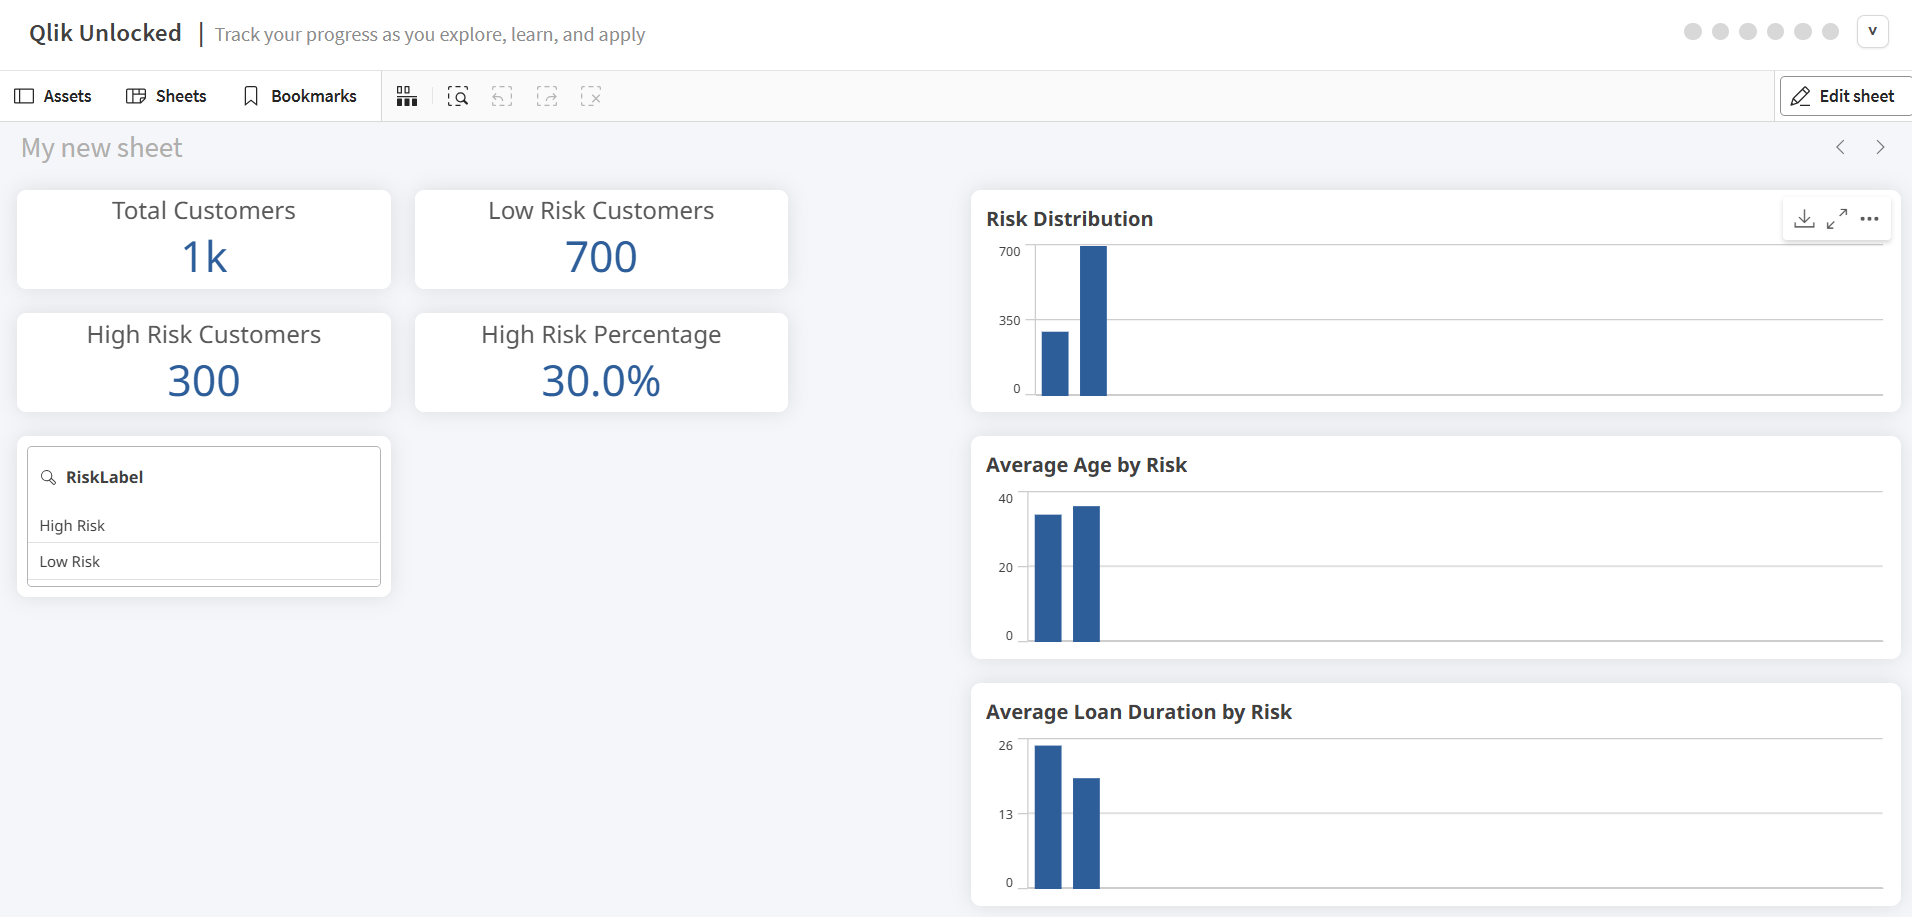 Qlik Unlocked | Track your progress as you explore, learn, and apply
v
Assets Sheets Bookmarks Edit sheet
My new sheet
Total Customers
1k
Low Risk Customers
700
High Risk Customers
300
High Risk Percentage
30.0%
RiskLabel
High Risk
Low Risk
Risk Distribution
700
350
0
Average Age by Risk
40
20
0
Average Loan Duration by Risk
26
13
0